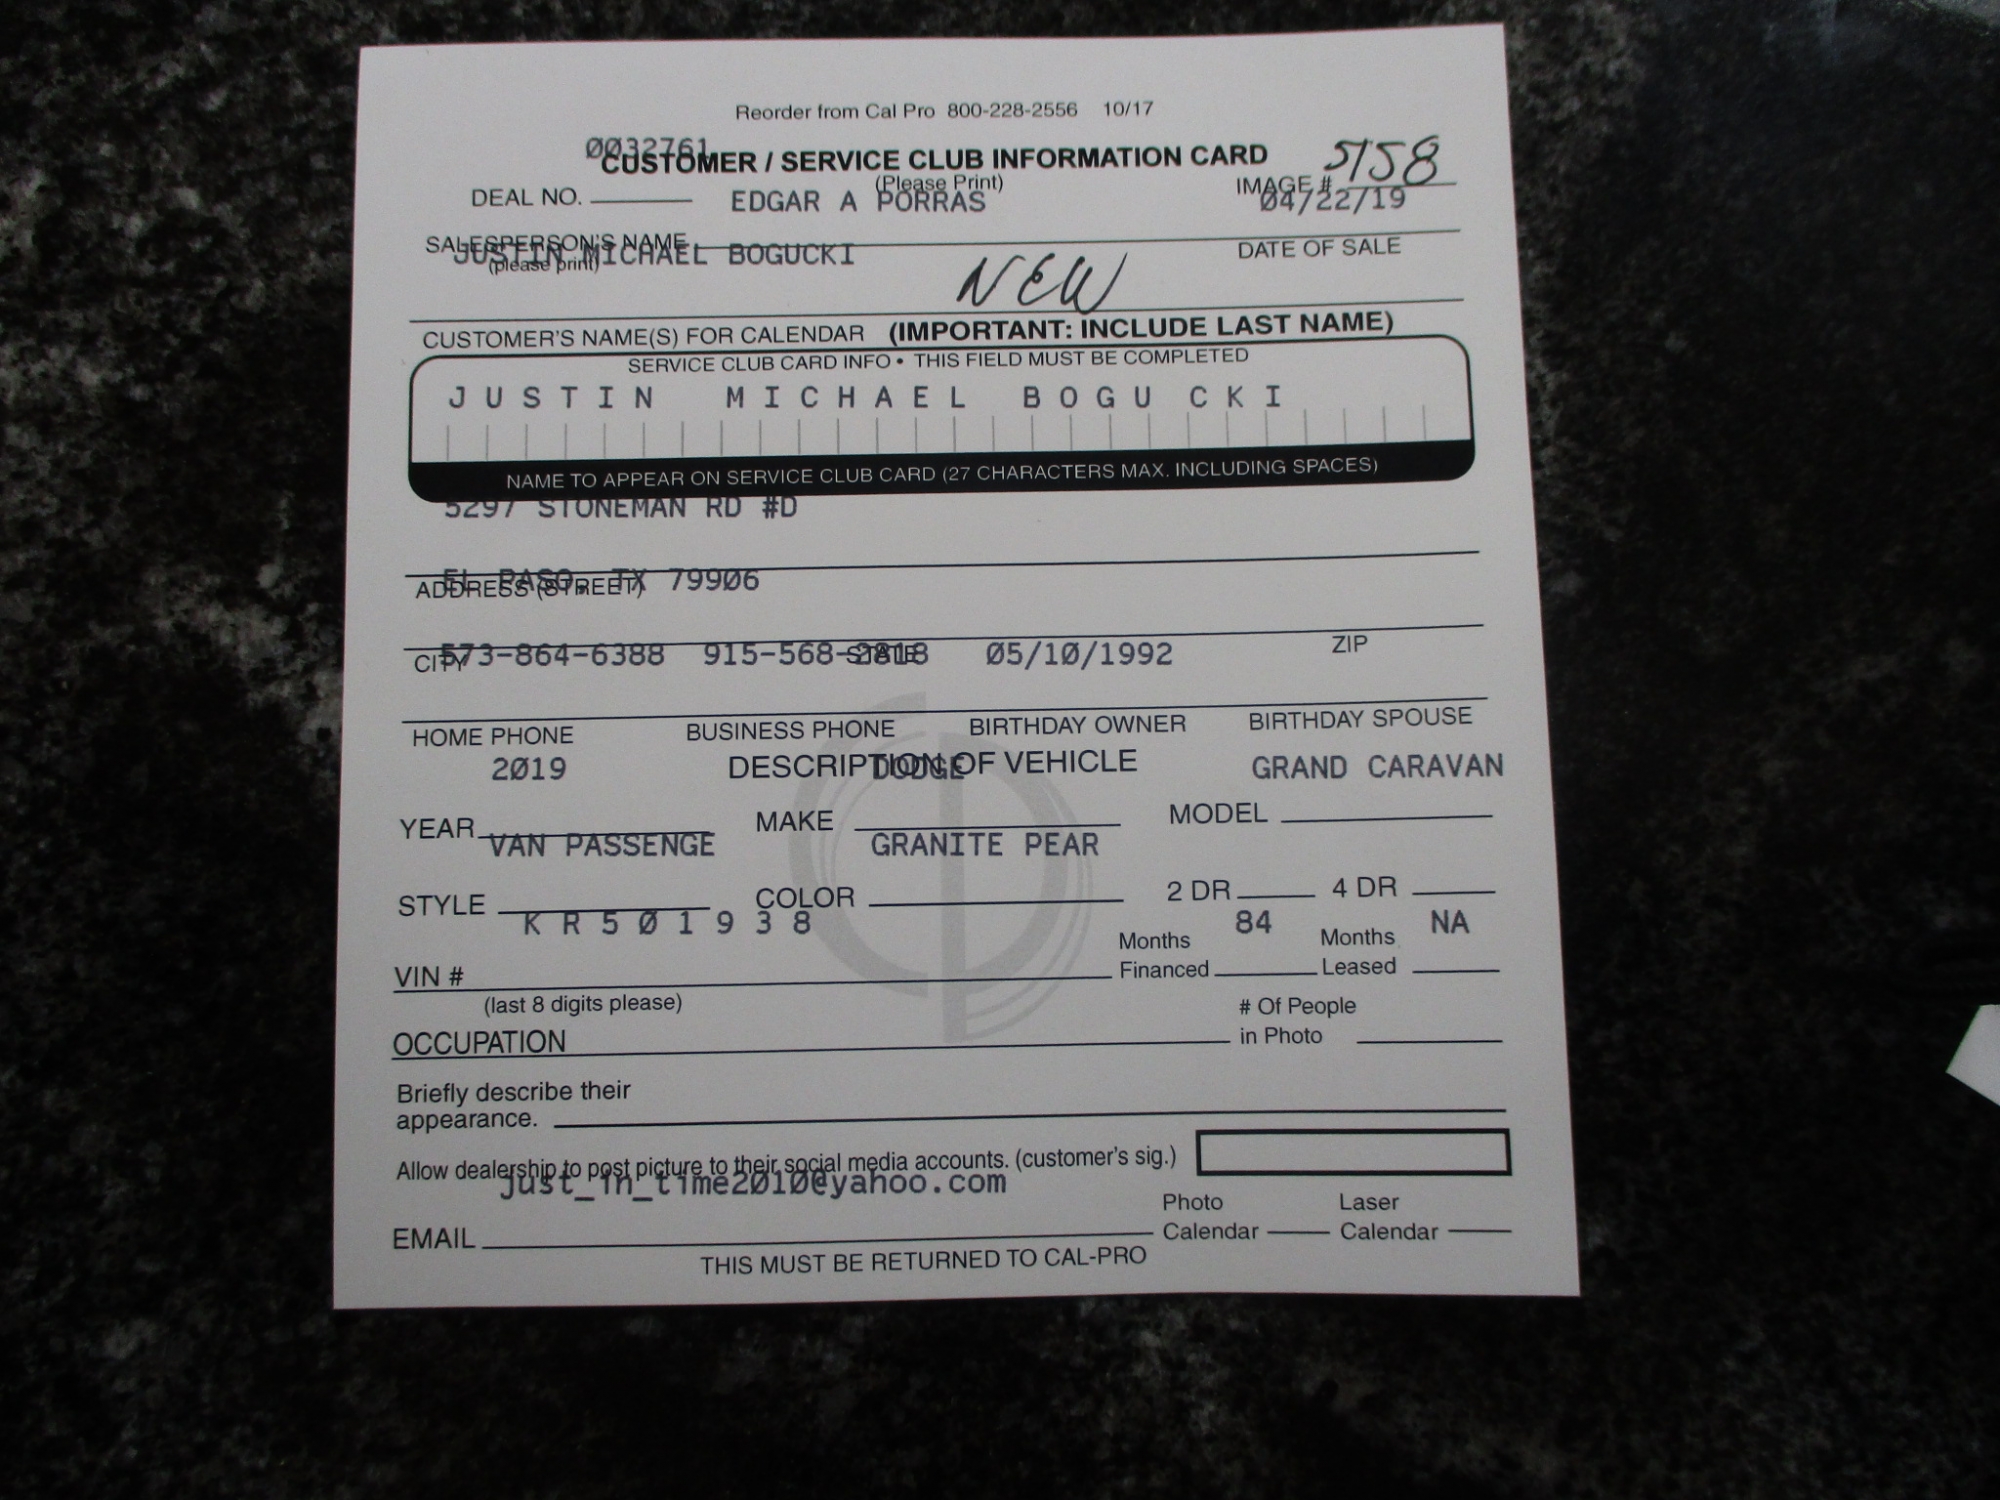 Reorder from Cal Pro 800-228-2556 10/17
0032761
CUSTOMER / SERVICE CLUB INFORMATION CARD
5158
(Please Print)
DEAL NO. EDGAR A PORRAS IMAGE # 04/22/19
SALESPERSON'S NAME DATE OF SALE
(please print)
JUSTIN MICHAEL BOGUCKI
NEW
CUSTOMER'S NAME(S) FOR CALENDAR (IMPORTANT: INCLUDE LAST NAME)
SERVICE CLUB CARD INFO • THIS FIELD MUST BE COMPLETED
JUSTIN MICHAEL BOGUCKI
NAME TO APPEAR ON SERVICE CLUB CARD (27 CHARACTERS MAX. INCLUDING SPACES)
5297 STONEMAN RD #D
EL PASO, TX 79906
ADDRESS (STREET)
573-864-6388 915-568-2818 05/10/1992
CITY STATE ZIP
HOME PHONE BUSINESS PHONE BIRTHDAY OWNER BIRTHDAY SPOUSE
DESCRIPTION OF VEHICLE
2019 DODGE GRAND CARAVAN
YEAR MAKE MODEL
VAN PASSENGE GRANITE PEAR
STYLE COLOR 2 DR 4 DR
KR501938 84 NA
VIN # Months Financed Months Leased
(last 8 digits please)
OCCUPATION # Of People in Photo
Briefly describe their
appearance.
Allow dealership to post picture to their social media accounts. (customer's sig.)
just_in_time2010@yahoo.com
EMAIL Photo Calendar Laser Calendar
THIS MUST BE RETURNED TO CAL-PRO